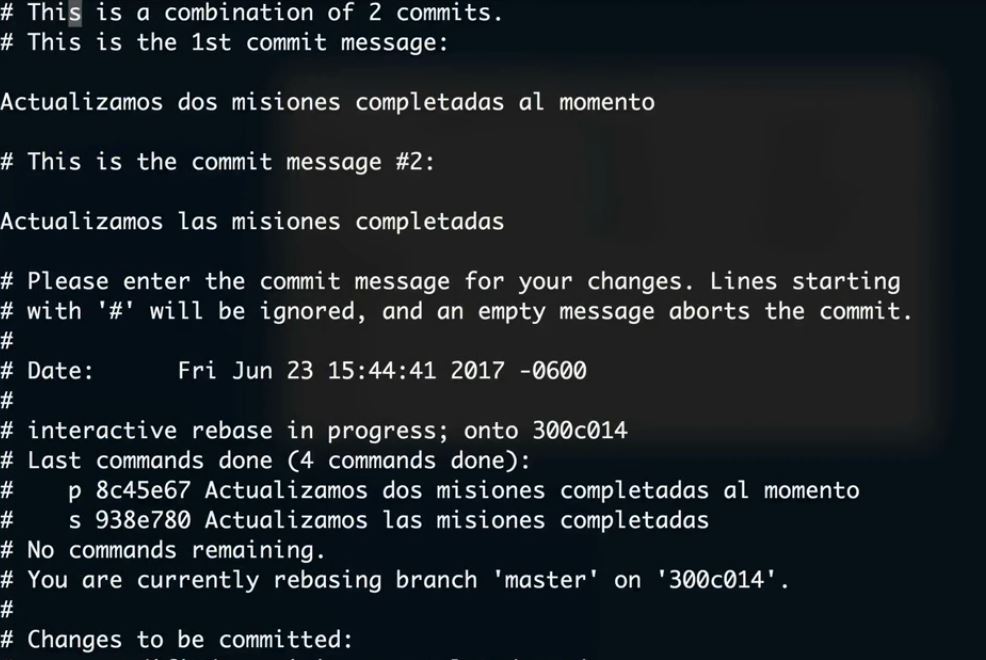 # This is a combination of 2 commits.
# This is the 1st commit message:
Actualizamos dos misiones completadas al momento
# This is the commit message #2:
Actualizamos las misiones completadas
# Please enter the commit message for your changes. Lines starting
# with '#' will be ignored, and an empty message aborts the commit.
#
# Date:      Fri Jun 23 15:44:41 2017 -0600
#
# interactive rebase in progress; onto 300c014
# Last commands done (4 commands done):
#    p 8c45e67 Actualizamos dos misiones completadas al momento
#    s 938e780 Actualizamos las misiones completadas
# No commands remaining.
# You are currently rebasing branch 'master' on '300c014'.
#
# Changes to be committed: